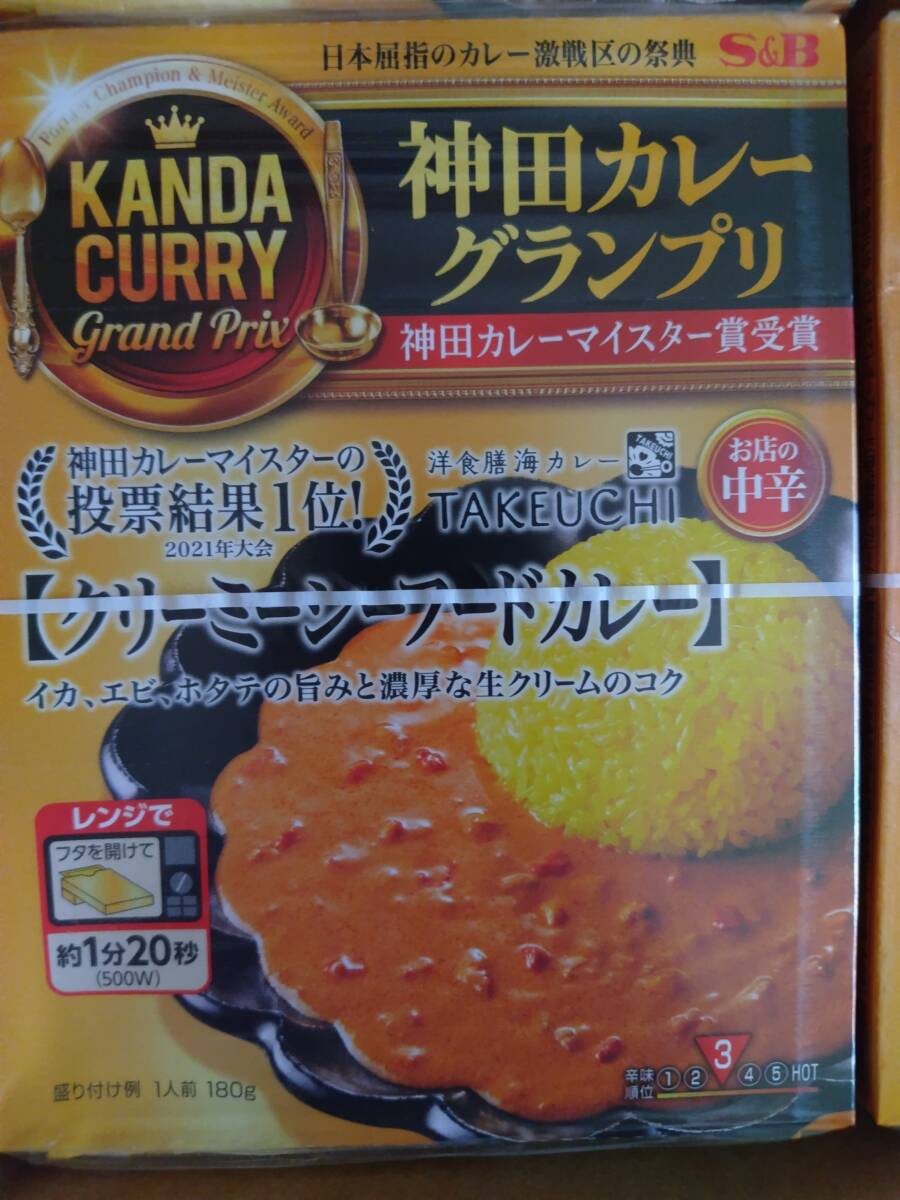 日本屈指のカレー激戦区の祭典
S&B
Champion & Meister Award
KANDA
CURRY
Grand Prix
神田カレー
グランプリ
神田カレーマイスター賞受賞
神田カレーマイスターの
投票結果1位!
2021年大会
洋食膳海カレー
TAKEUCHI
TAKEUCHI
お店の
中辛
【クリーミーシーフードカレー】
イカ、エビ、ホタテの旨みと濃厚な生クリームのコク
レンジで
フタを開けて
約1分20秒
(500W)
盛り付け例 1人前 180g
辛味
順位
1 2 3 4 5 HOT